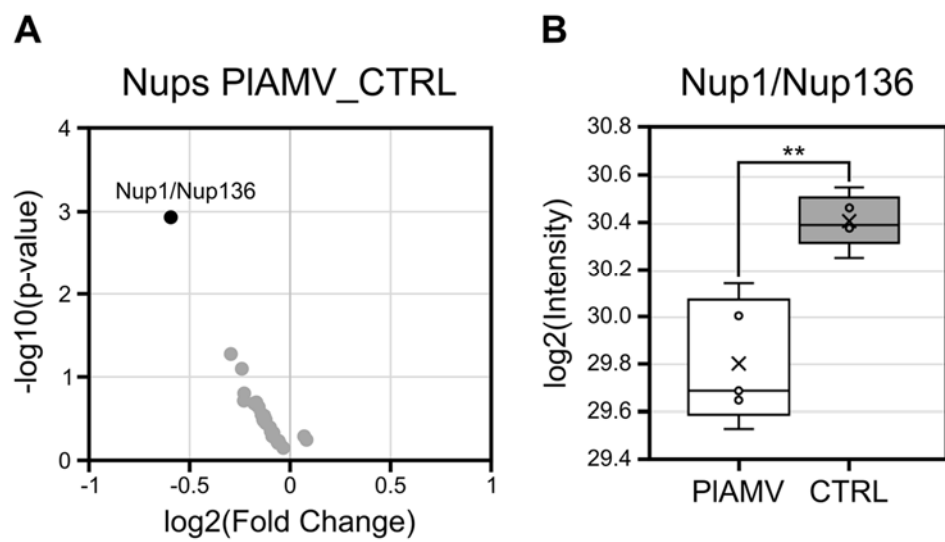 A
Nups PlAMV_CTRL
4
3
2
1
0
-log10(p-value)
Nup1/Nup136
-1
-0.5
0
0.5
1
log2(Fold Change)
B
Nup1/Nup136
30.8
30.6
30.4
30.2
30.0
29.8
29.6
29.4
log2(Intensity)
**
PlAMV
CTRL